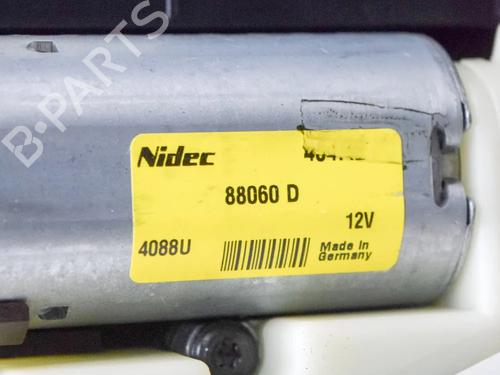 B-PARTS
Nidec
88060 D
12V
4088U
Made In
Germany